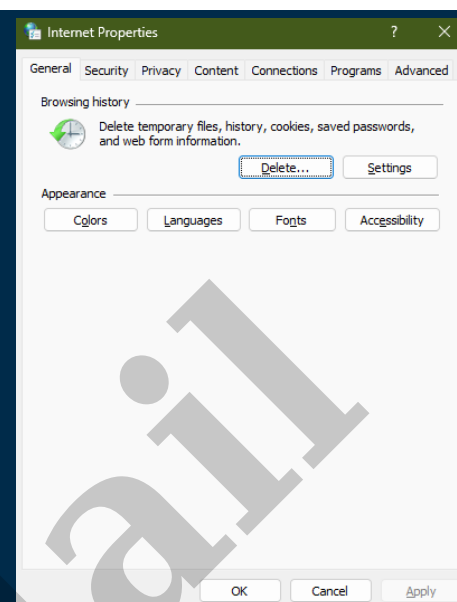 Internet Properties ? ×
General Security Privacy Content Connections Programs Advanced
Browsing history
Delete temporary files, history, cookies, saved passwords,
and web form information.
Delete... Settings
Appearance
Colors Languages Fonts Accessibility
ail
OK Cancel Apply